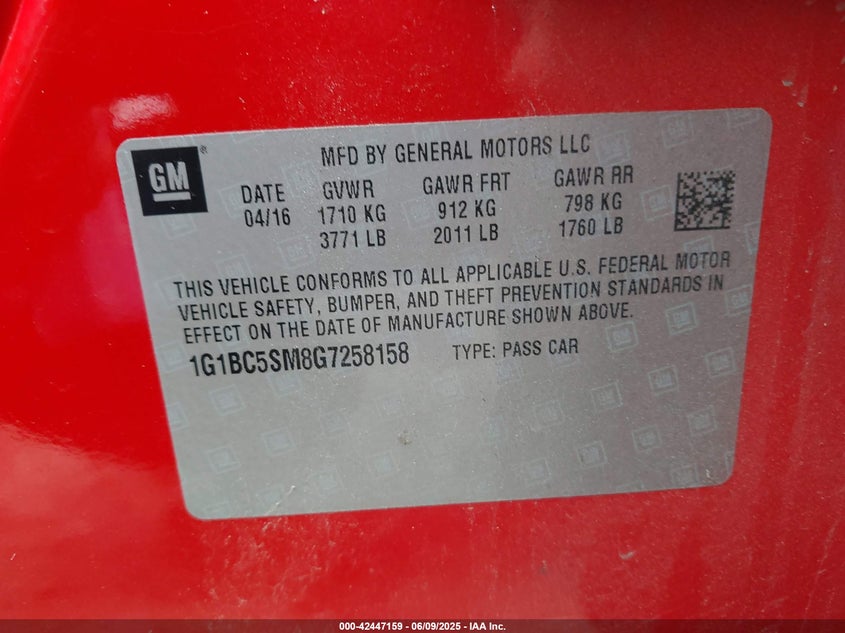 GM®
MFD BY GENERAL MOTORS LLC
DATE GVWR GAWR FRT GAWR RR
04/16 1710 KG 912 KG 798 KG
3771 LB 2011 LB 1760 LB
THIS VEHICLE CONFORMS TO ALL APPLICABLE U.S. FEDERAL MOTOR
VEHICLE SAFETY, BUMPER, AND THEFT PREVENTION STANDARDS IN
EFFECT ON THE DATE OF MANUFACTURE SHOWN ABOVE.
1G1BC5SM8G7258158 TYPE: PASS CAR
000-42447159 - 06/09/2025 - IAA Inc.